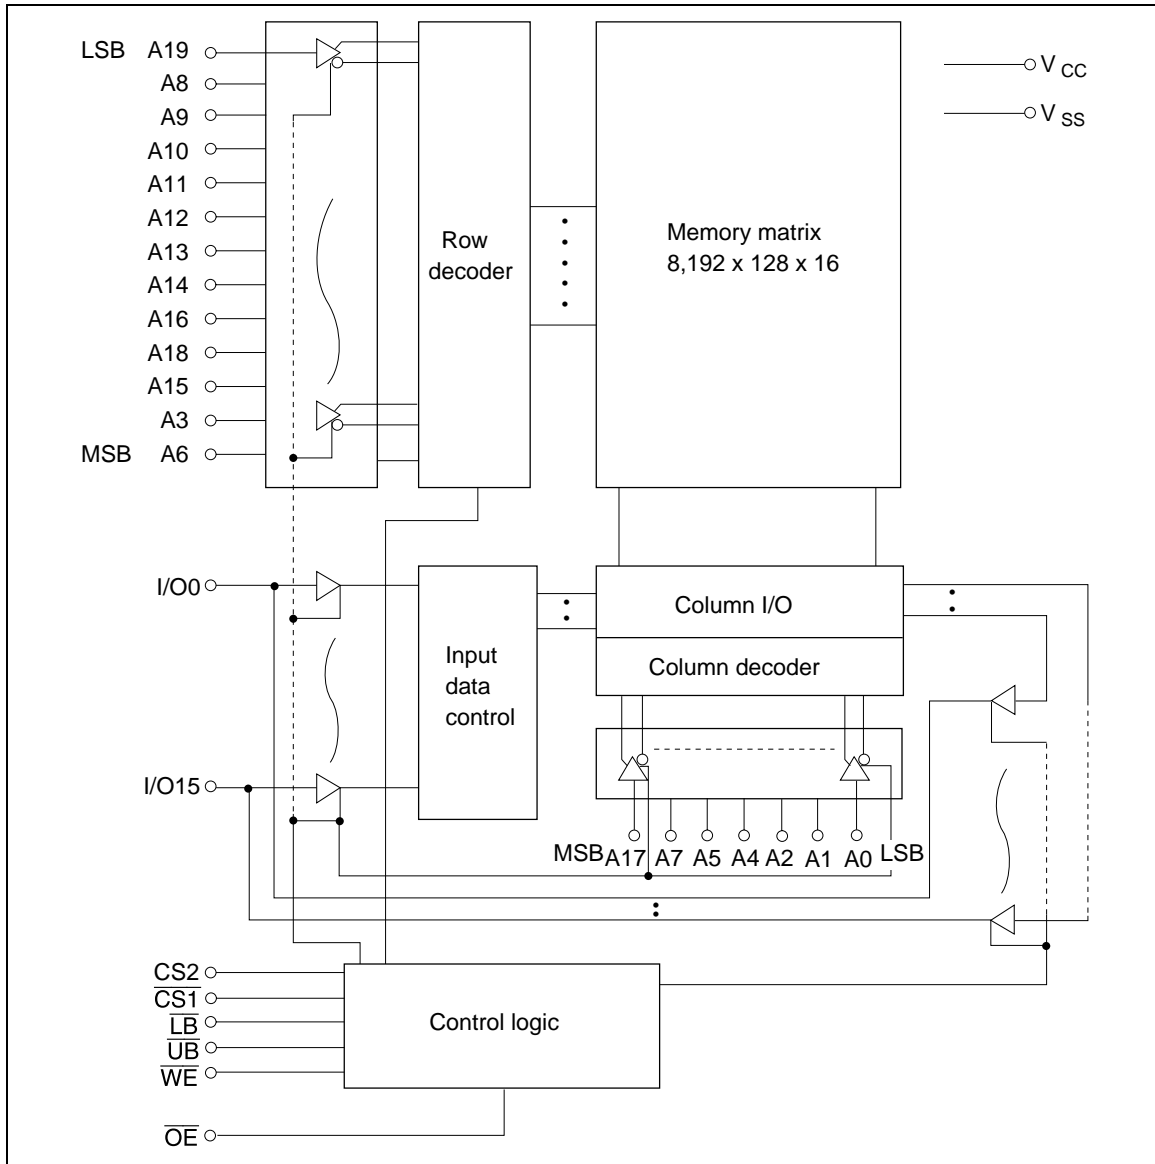 LSB A19
A8
A9
A10
A11
A12
A13
A14
A16
A18
A15
A3
MSB A6
Row
decoder
Memory matrix
8,192 x 128 x 16
V CC
V SS
I/O0
I/O15
Input
data
control
Column I/O
Column decoder
MSB A17 A7 A5 A4 A2 A1 A0 LSB
CS2
CS1
LB
UB
WE
OE
Control logic